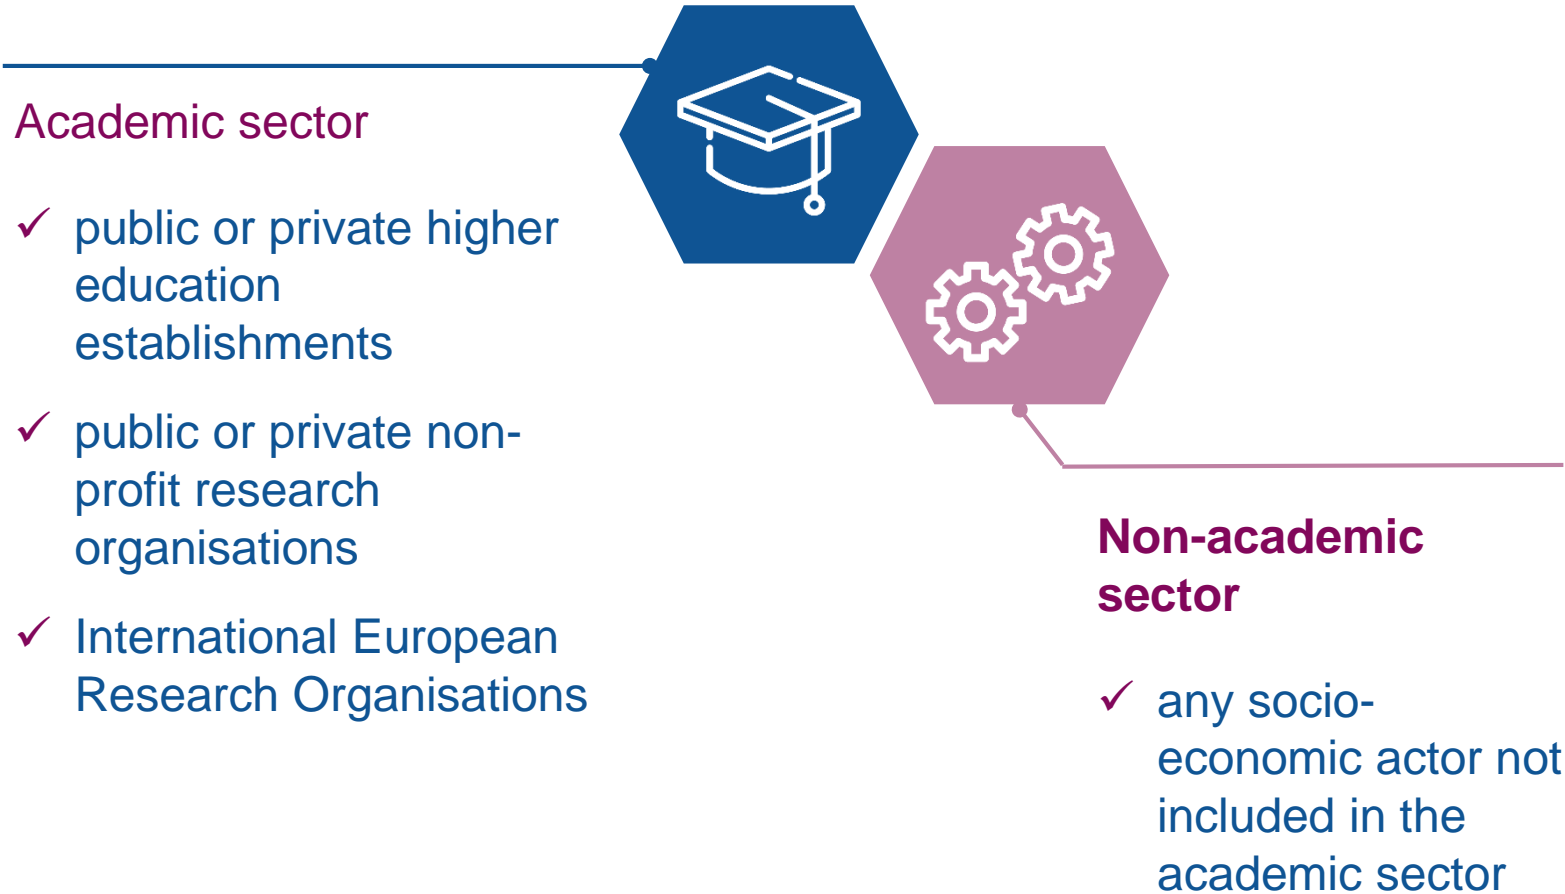 Academic sector
✓ public or private higher
education
establishments
✓ public or private non-
profit research
organisations
✓ International European
Research Organisations
Non-academic
sector
✓ any socio-
economic actor not
included in the
academic sector